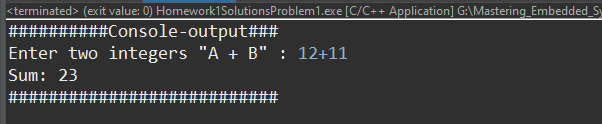 <terminated> (exit value: 0) Homework1SolutionsProblem1.exe [C/C++ Application] G:\Mastering_Embedded_Sy
##########Console-output###
Enter two integers "A + B" : 12+11
Sum: 23
###########################